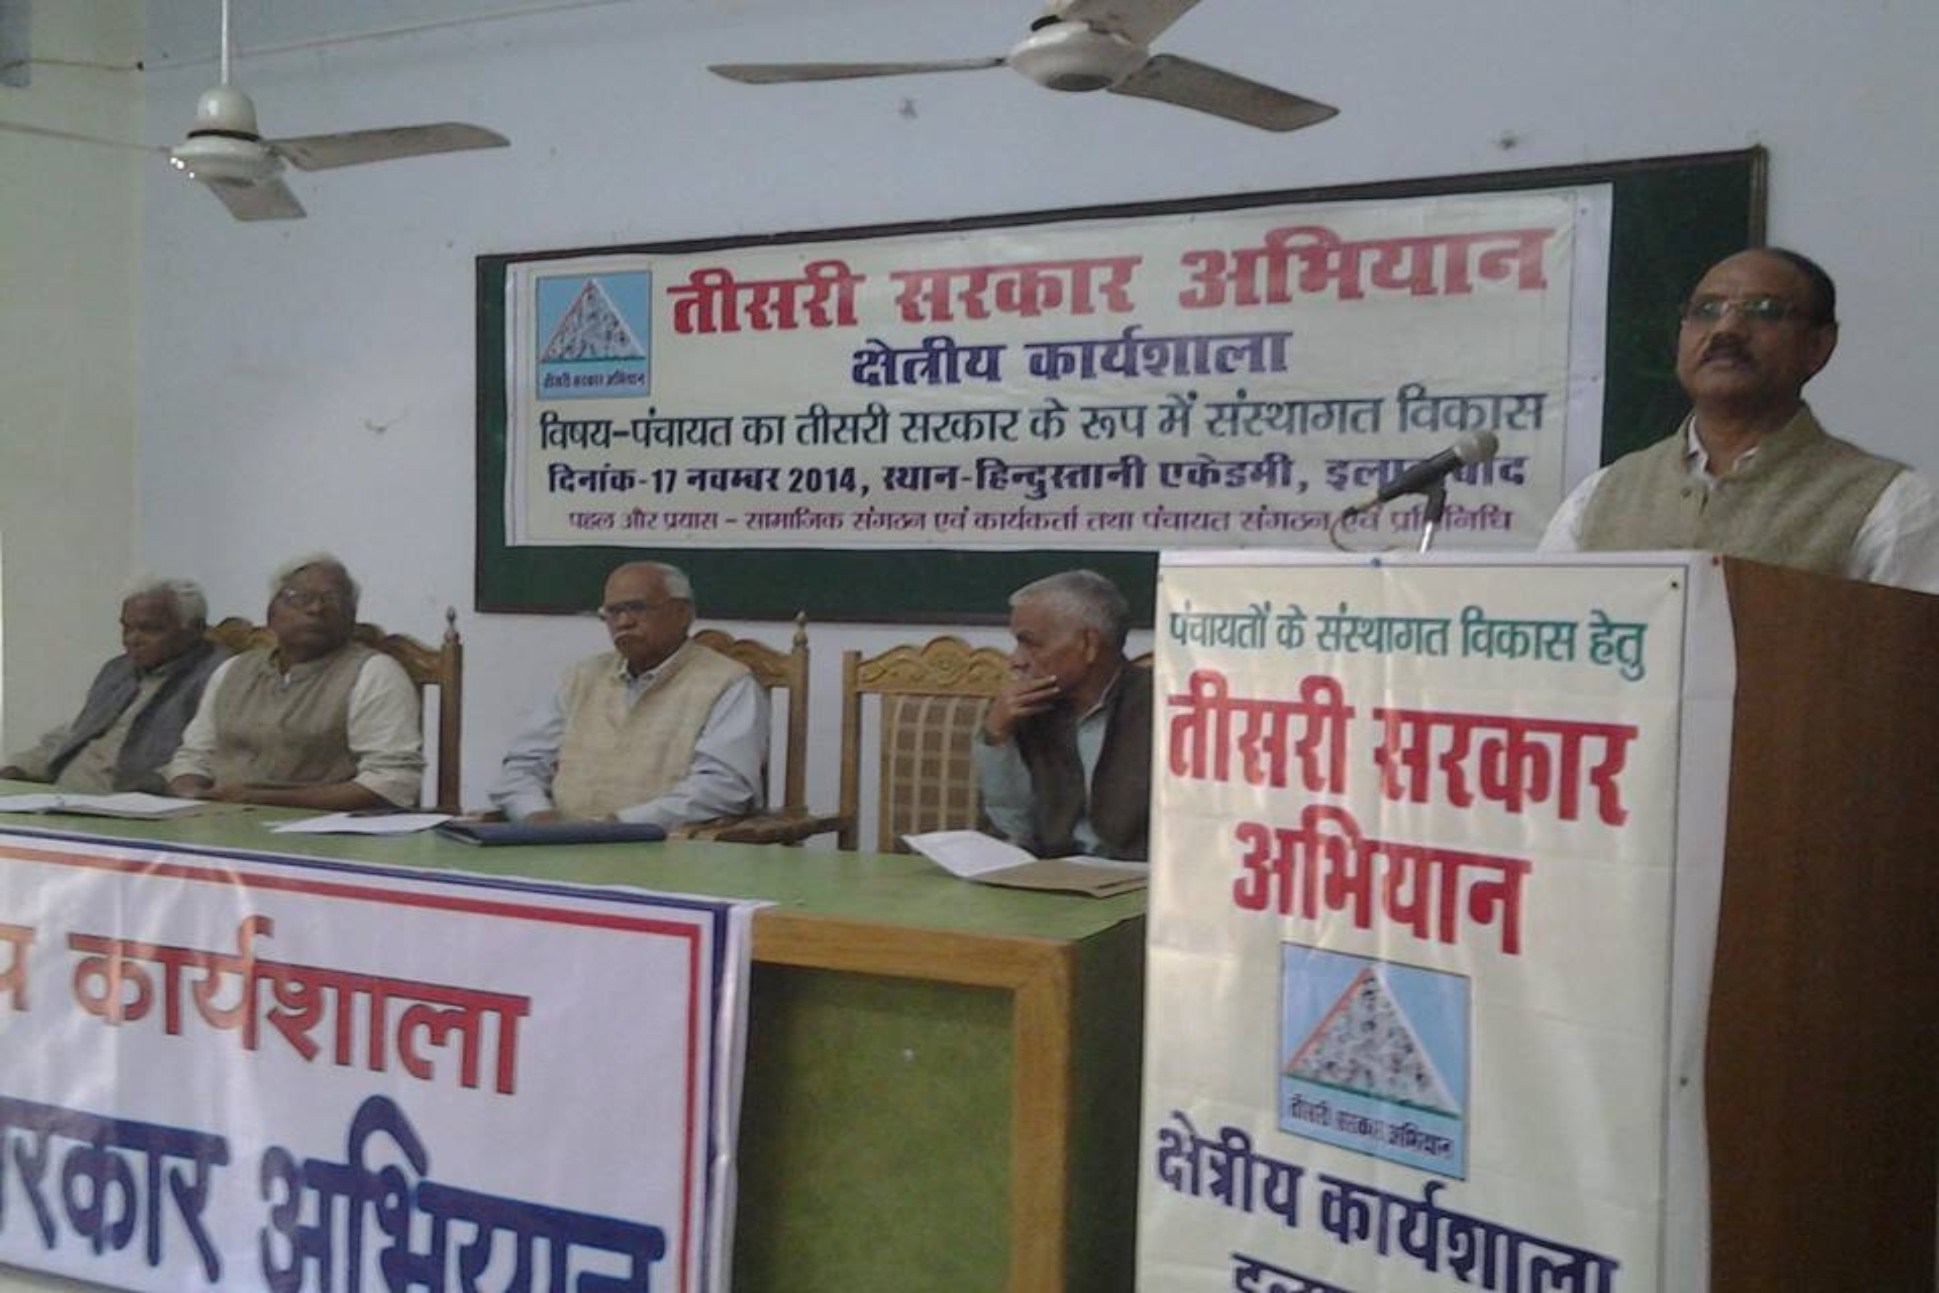 तीसरी सरकार अभियान
क्षेत्रीय कार्यशाला
विषय-पंचायत का तीसरी सरकार के रूप में संस्थागत विकास
दिनांक-17 नवम्बर 2014, स्थान-हिन्दुस्तानी एकेडमी,
पहल और प्रयास - सामाजिक संगठन एवं कार्यकर्ता तथा पंचायत संगठन एवं
तीसरी सरकार अभियान
पंचायतों के संस्थागत विकास हेतु
तीसरी सरकार
अभियान
तीसरी सरकार अभियान
क्षेत्रीय कार्यशाला
कार्यशाला
रकार अभियान